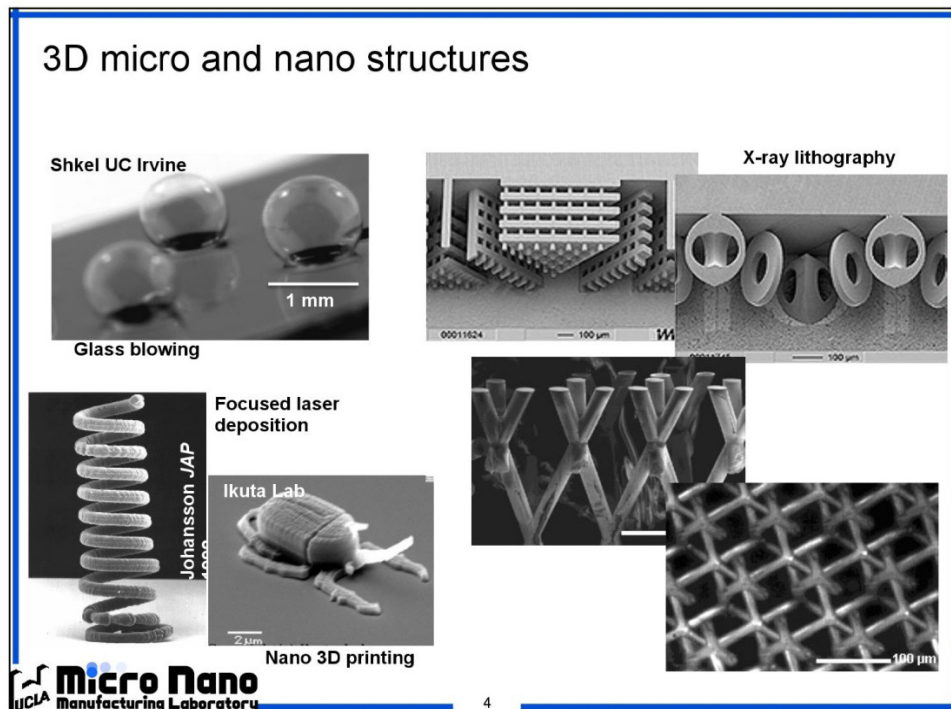 3D micro and nano structures
Shkel UC Irvine
1 mm
Glass blowing
X-ray lithography
00011624
100 µm
100 µm
Focused laser
deposition
Johansson JAP
Ikuta Lab
2 µm
Nano 3D printing
100 µm
UCLA Micro Nano
Manufacturing Laboratory
4